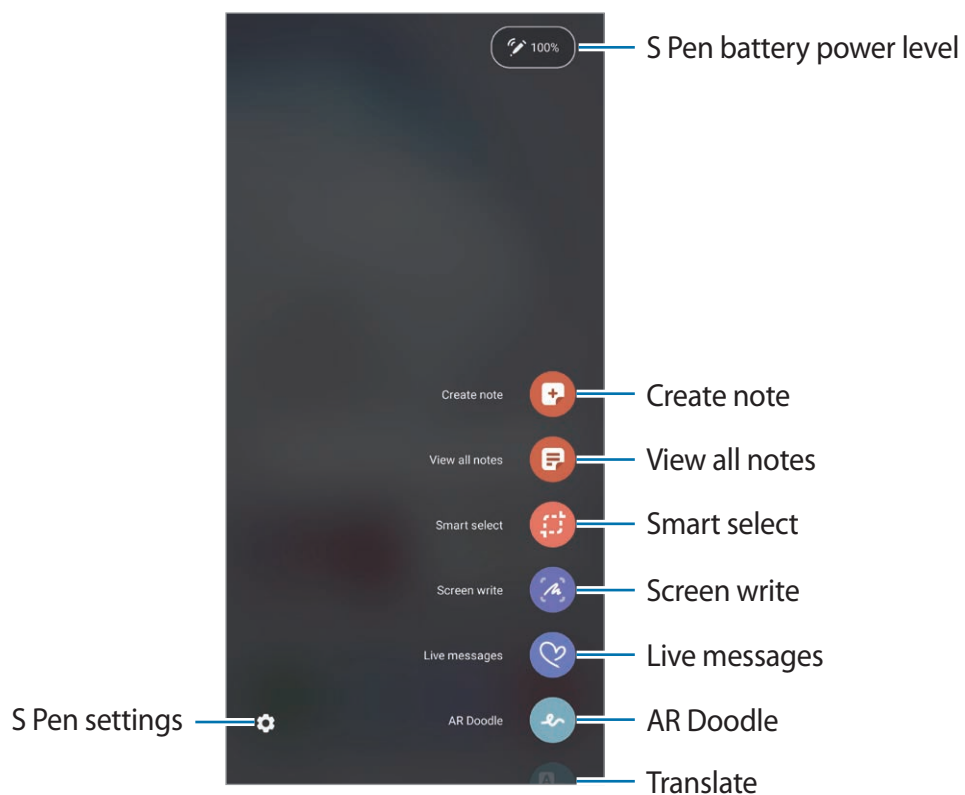 100%
S Pen battery power level
Create note
Create note
View all notes
View all notes
Smart select
Smart select
Screen write
Screen write
Live messages
Live messages
S Pen settings
AR Doodle
AR Doodle
A
Translate